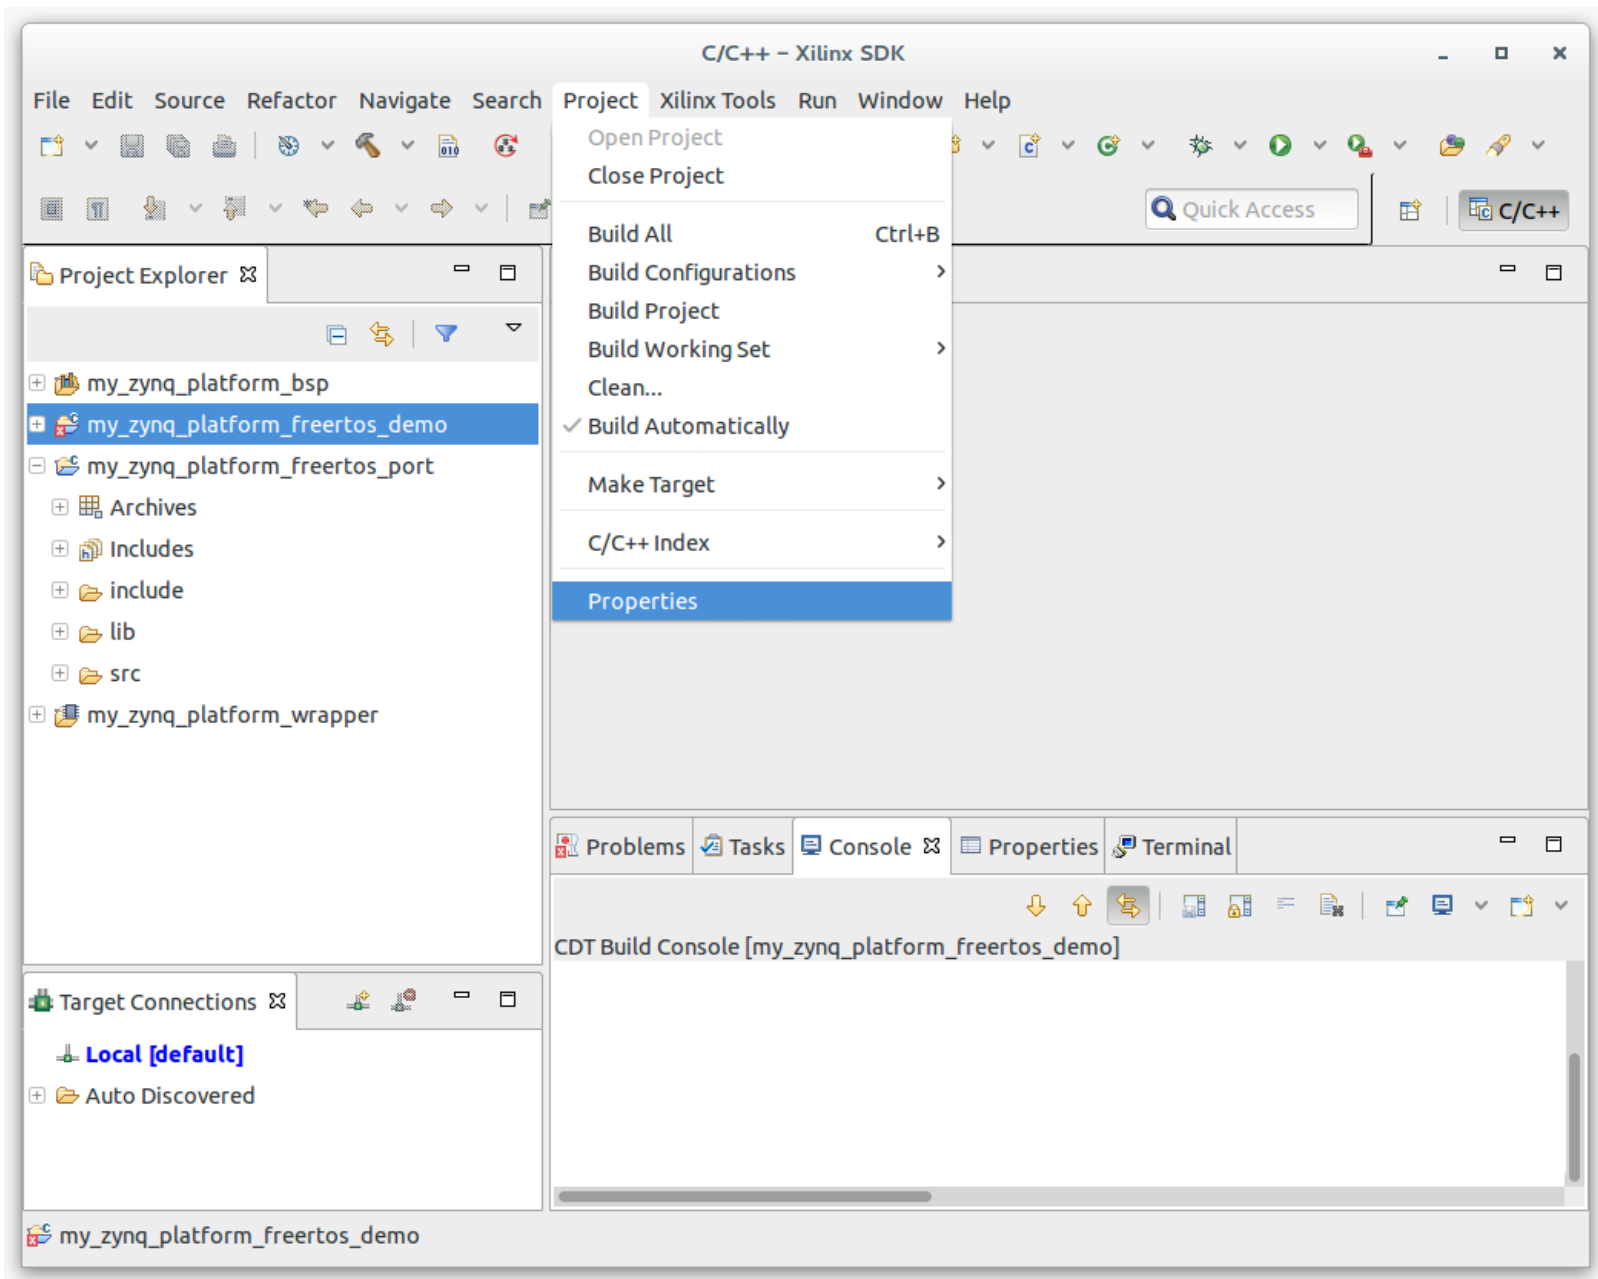 C/C++ – Xilinx SDK
File Edit Source Refactor Navigate Search Project Xilinx Tools Run Window Help
Open Project
Close Project
Quick Access
C/C++
Build All Ctrl+B
Build Configurations
Build Project
Build Working Set
Clean...
Build Automatically
Make Target
C/C++ Index
Properties
Project Explorer
my_zynq_platform_bsp
my_zynq_platform_freertos_demo
my_zynq_platform_freertos_port
Archives
Includes
include
lib
src
my_zynq_platform_wrapper
Problems Tasks Console Properties Terminal
CDT Build Console [my_zynq_platform_freertos_demo]
Target Connections
Local [default]
Auto Discovered
my_zynq_platform_freertos_demo